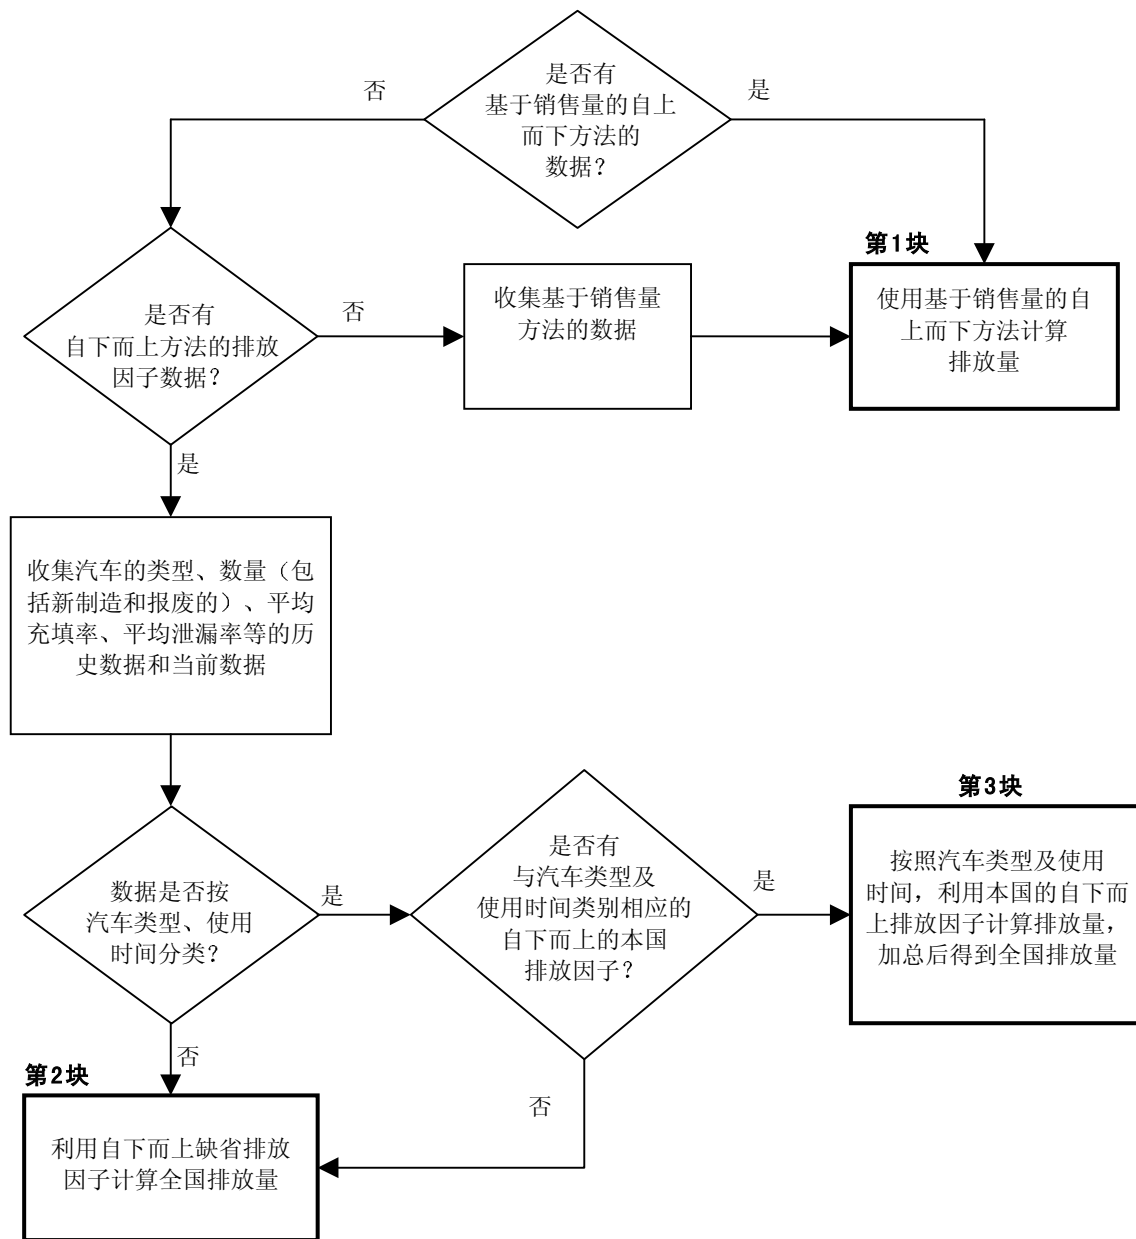 是否有
基于销售量的自上
而下方法的
数据？
否
是
第1块
是否有
自下而上方法的排放
因子数据？
否
收集基于销售量
方法的数据
使用基于销售量的自
上而下方法计算
排放量
是
收集汽车的类型、数量（包
括新制造和报废的）、平均
充填率、平均泄漏率等的历
史数据和当前数据
数据是否按
汽车类型、使用
时间分类？
是
是否有
与汽车类型及
使用时间类别相应的
自下而上的本国
排放因子？
是
第3块
按照汽车类型及使用
时间，利用本国的自下而
上排放因子计算排放量，
加总后得到全国排放量
否
第2块
否
利用自下而上缺省排放
因子计算全国排放量